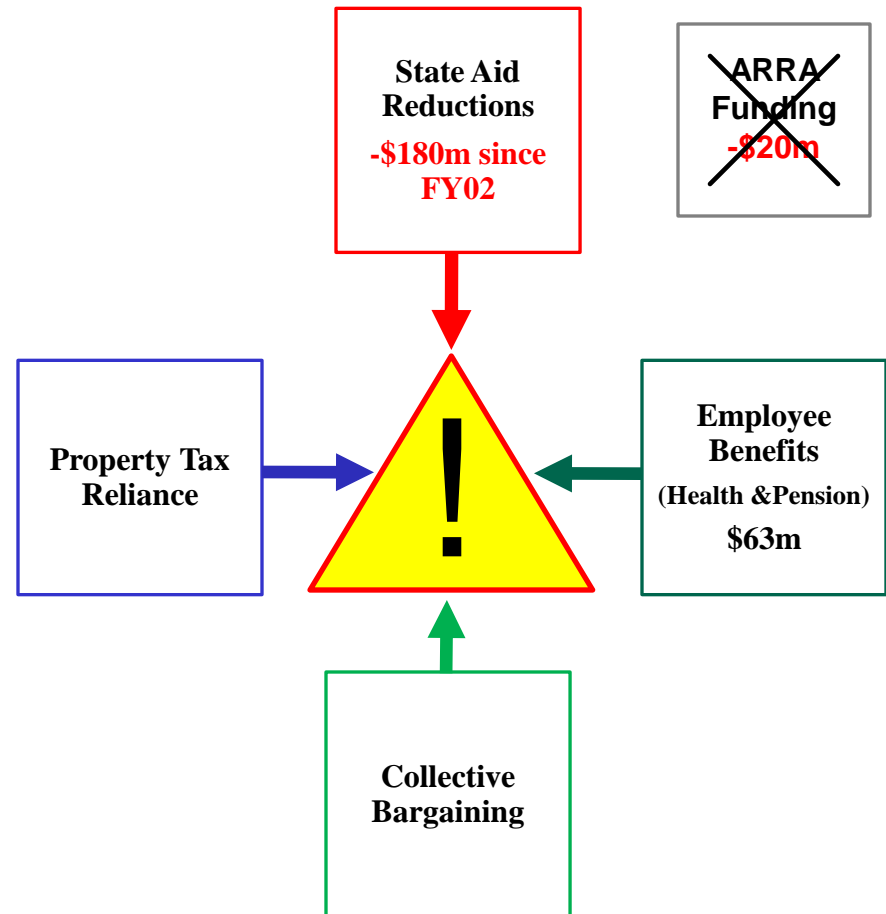 State Aid
Reductions
-$180m since
FY02
ARRA
Funding
-$20m
Property Tax
Reliance
!
Employee
Benefits
(Health &Pension)
$63m
Collective
Bargaining